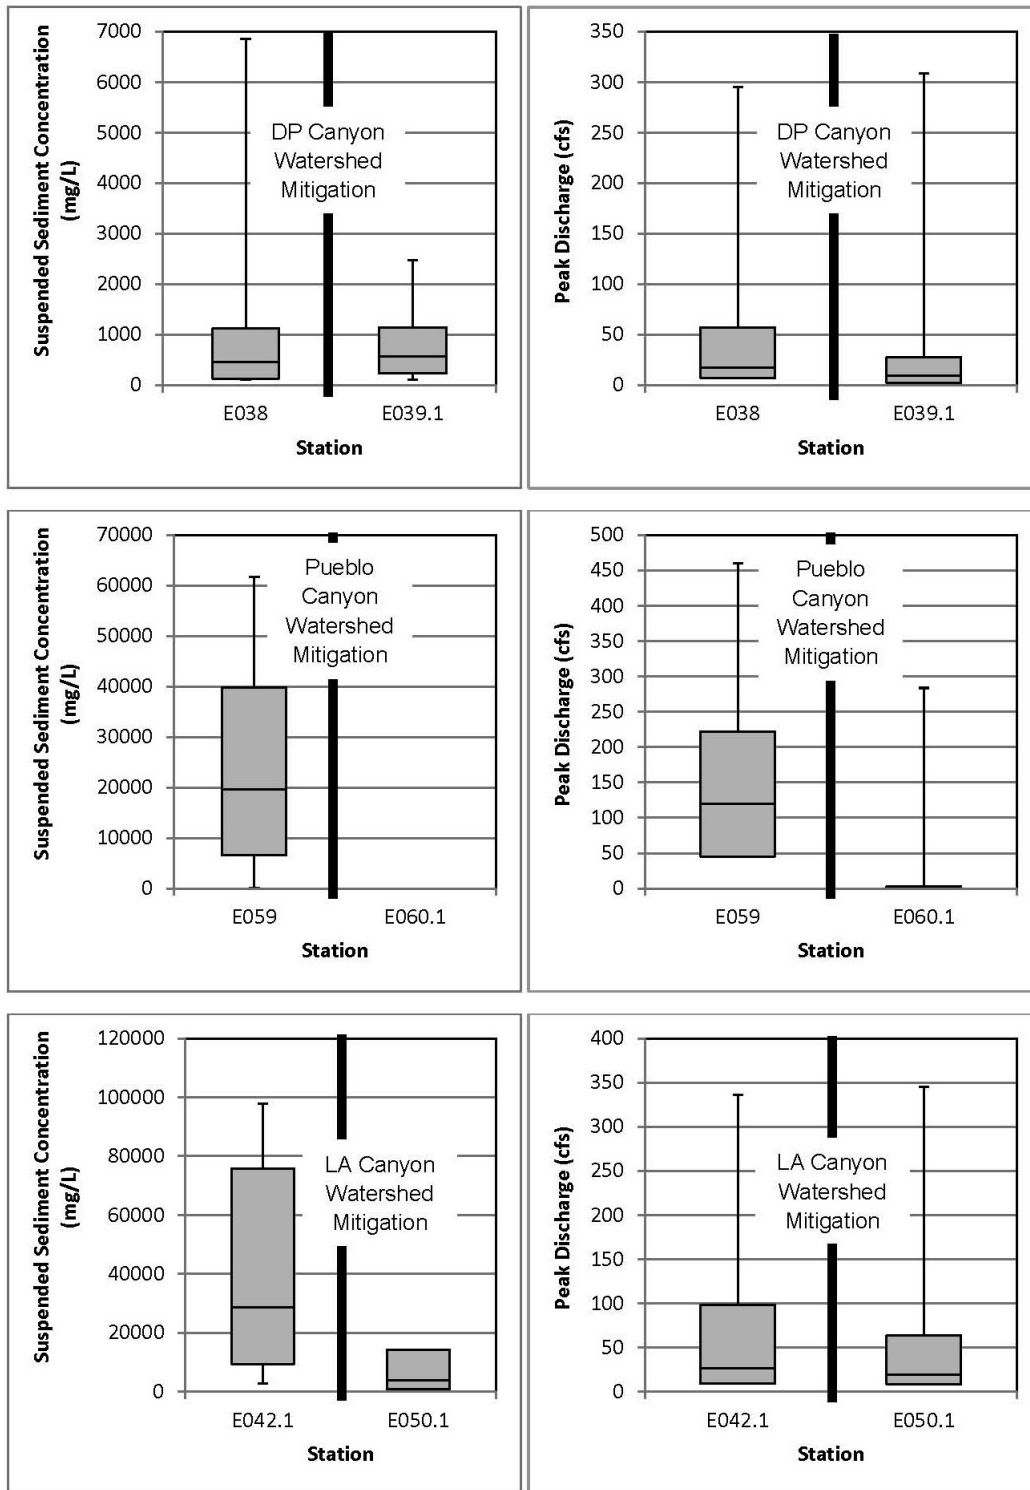 Suspended Sediment Concentration
(mg/L)
7000
6000
5000
4000
3000
2000
1000
0
DP Canyon
Watershed
Mitigation
E038
E039.1
Station
Peak Discharge (cfs)
350
300
250
200
150
100
50
0
DP Canyon
Watershed
Mitigation
E038
E039.1
Station
Suspended Sediment Concentration
(mg/L)
70000
60000
50000
40000
30000
20000
10000
0
Pueblo
Canyon
Watershed
Mitigation
E059
E060.1
Station
Peak Discharge (cfs)
500
450
400
350
300
250
200
150
100
50
0
Pueblo
Canyon
Watershed
Mitigation
E059
E060.1
Station
Suspended Sediment Concentration
(mg/L)
120000
100000
80000
60000
40000
20000
0
LA Canyon
Watershed
Mitigation
E042.1
E050.1
Station
Peak Discharge (cfs)
400
350
300
250
200
150
100
50
0
LA Canyon
Watershed
Mitigation
E042.1
E050.1
Station